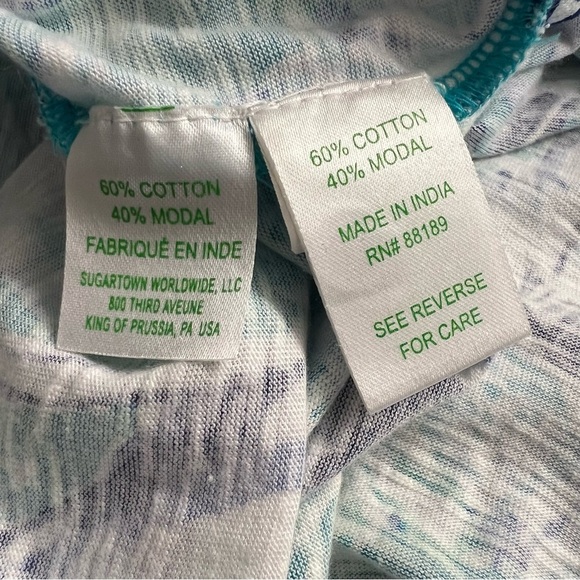 60% COTTON
40% MODAL
FABRIQUÉ EN INDE
SUGARTOWN WORLDWIDE, LLC
800 THIRD AVEUNE
KING OF PRUSSIA, PA USA
60% COTTON
40% MODAL
MADE IN INDIA
RN# 88189
SEE REVERSE
FOR CARE